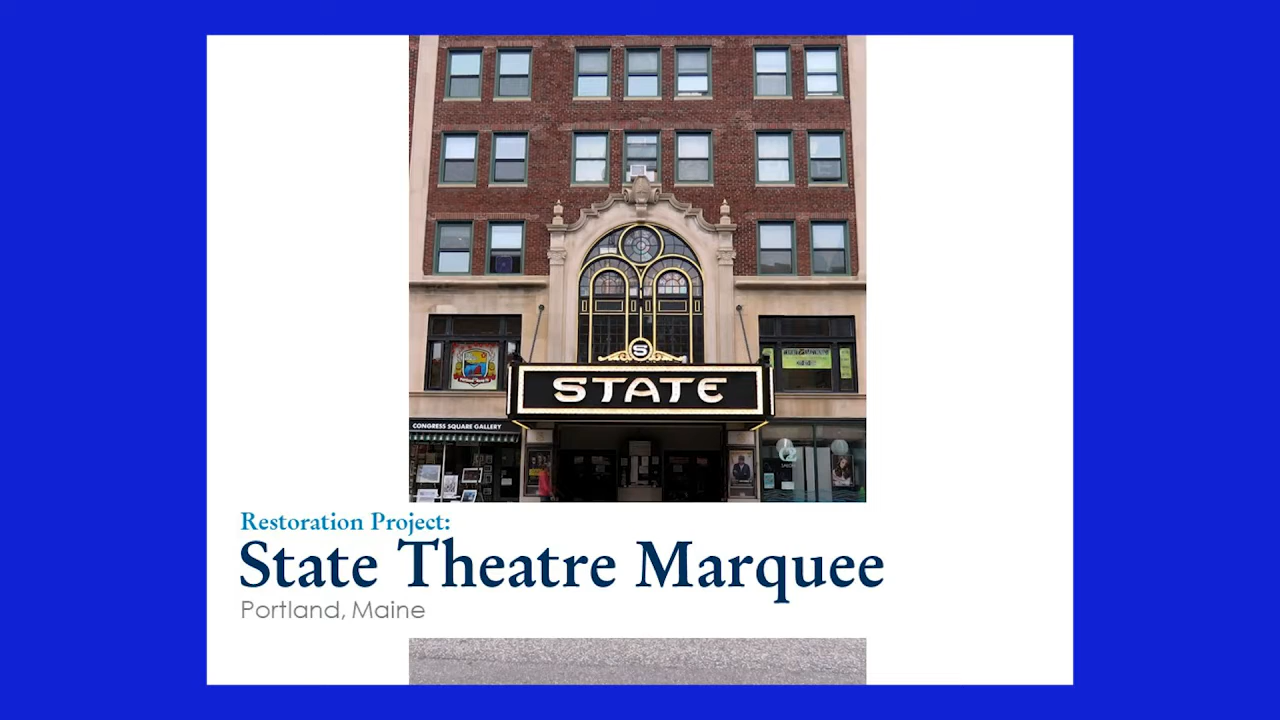 S
STATE
CONGRESS SQUARE GALLERY
Restoration Project:
State Theatre Marquee
Portland, Maine